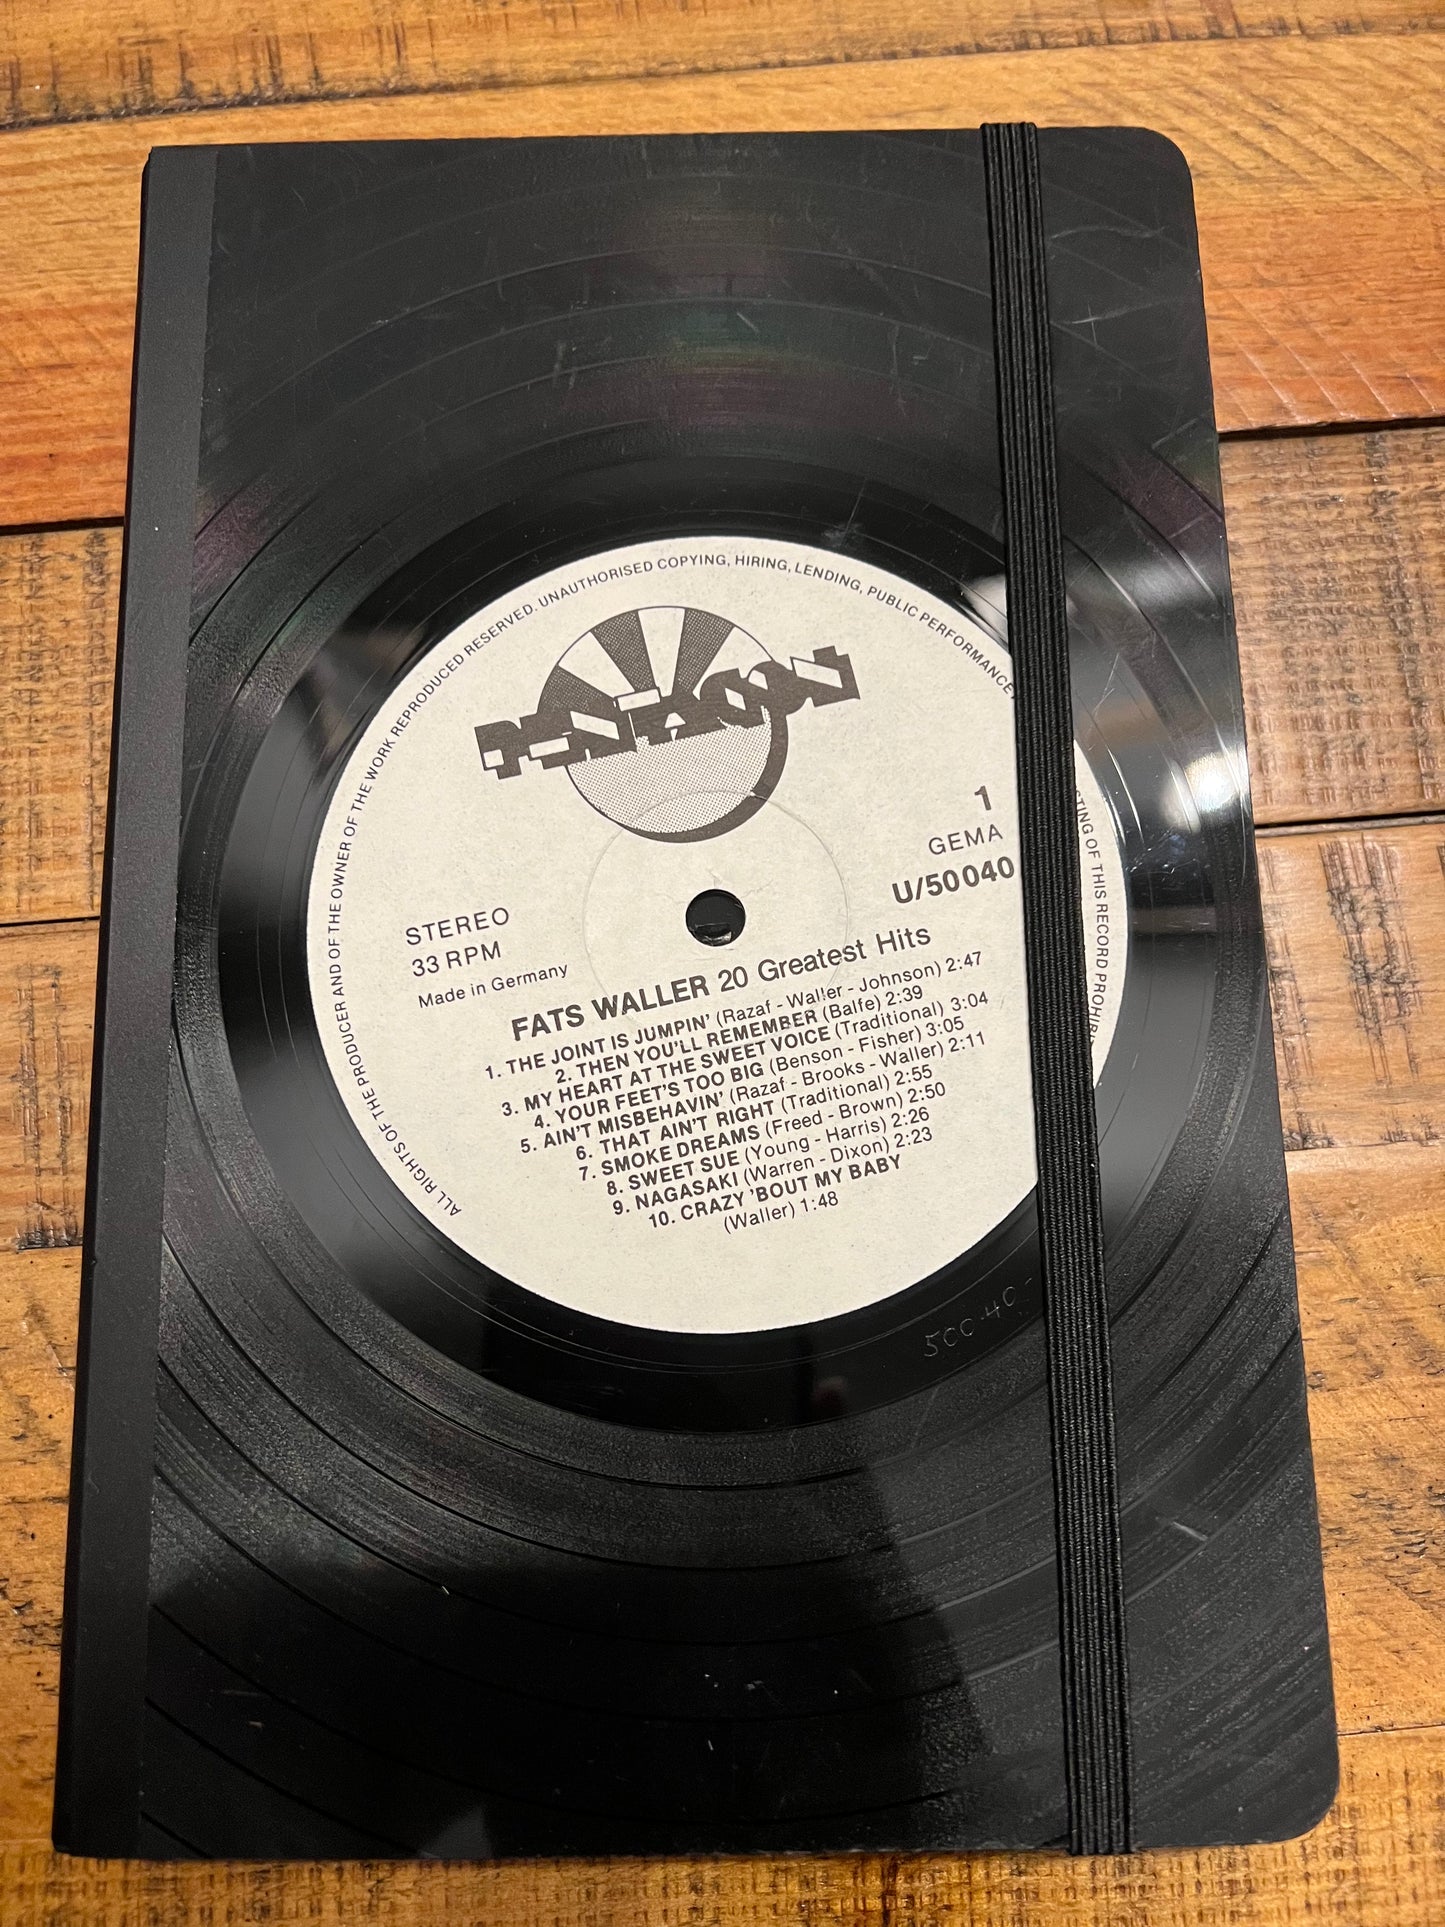 ALL RIGHTS OF THE PRODUCER AND OF THE OWNER OF THE WORK REPRODUCED RESERVED. UNAUTHORISED COPYING, HIRING, LENDING, PUBLIC PERFORMANCE
OF THIS RECORD
PENTAGON
1
GEMA
U/50040
STEREO
33 RPM
Made in Germany
FATS WALLER 20 Greatest Hits
1. THE JOINT IS JUMPIN' (Razaf - Waller - Johnson) 2:47
2. THEN YOU'LL REMEMBER (Balfe) 2:39
3. MY HEART AT THE SWEET VOICE (Traditional) 3:04
4. YOUR FEET'S TOO BIG (Benson - Fisher) 3:05
5. AIN'T MISBEHAVIN' (Razaf - Brooks - Waller) 2:11
6. THAT AIN'T RIGHT (Traditional) 2:55
7. SMOKE DREAMS (Freed - Brown) 2:50
8. SWEET SUE (Young - Harris) 2:26
9. NAGASAKI (Warren - Dixon) 2:23
10. CRAZY 'BOUT MY BABY
(Waller) 1:48